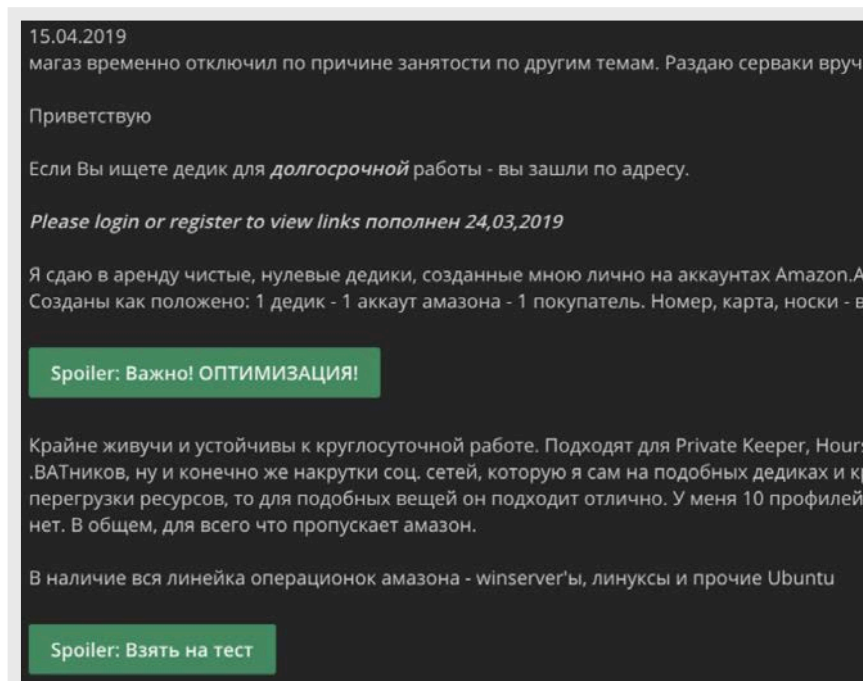 15.04.2019
магаз временно отключил по причине занятости по другим темам. Раздаю серваки вруч
Приветствую
Если Вы ищете дедик для долгосрочной работы - вы зашли по адресу.
Please login or register to view links пополнен 24,03,2019
Я сдаю в аренду чистые, нулевые дедики, созданные мною лично на аккаунтах Amazon.A
Созданы как положено: 1 дедик - 1 аккаут амазона - 1 покупатель. Номер, карта, носки - в
Spoiler: Важно! ОПТИМИЗАЦИЯ!
Крайне живучи и устойчивы к круглосуточной работе. Подходят для Private Keeper, Hours
.ВАТников, ну и конечно же накрутки соц. сетей, которую я сам на подобных дедиках и кр
перегрузки ресурсов, то для подобных вещей он подходит отлично. У меня 10 профилей
нет. В общем, для всего что пропускает амазон.
В наличие вся линейка операционок амазона - winserver'ы, линуксы и прочие Ubuntu
Spoiler: Взять на тест